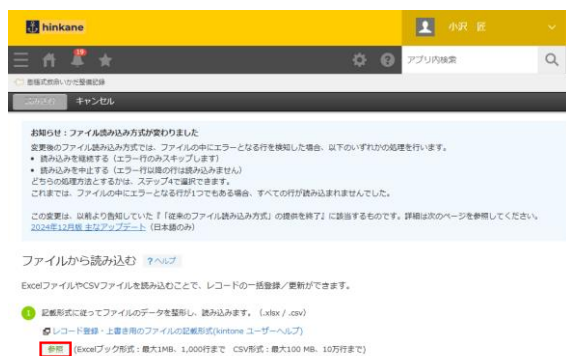 hinkane
小沢 匠
19
アプリ内検索
膨脹式救命いかだ整備記録
読み込む キャンセル
お知らせ：ファイル読み込み方式が変わりました
変更後のファイル読み込み方式では、ファイルの中にエラーとなる行を検知した場合、以下のいずれかの処理を行います。
• 読み込みを継続する（エラー行のみスキップします）
• 読み込みを中止する（エラー行以降の行は読み込みません）
どちらの処理方法とするかは、ステップ4で選択できます。
これまでは、ファイルの中にエラーとなる行が1つでもある場合、すべての行が読み込まれませんでした。
この変更は、以前より告知していた『「従来のファイル読み込み方式」の提供を終了』に該当するものです。詳細は次のページを参照してください。
2024年12月版 主なアップデート（日本語のみ）
ファイルから読み込む ?ヘルプ
ExcelファイルやCSVファイルを読み込むことで、レコードの一括登録／更新ができます。
1 記載形式に従ってファイルのデータを整形し、読み込みます。（.xlsx / .csv）
レコード登録・上書き用のファイルの記載形式(kintone ユーザーヘルプ)
参照 (Excelブック形式：最大1MB、1,000行まで CSV形式：最大100 MB、10万行まで)